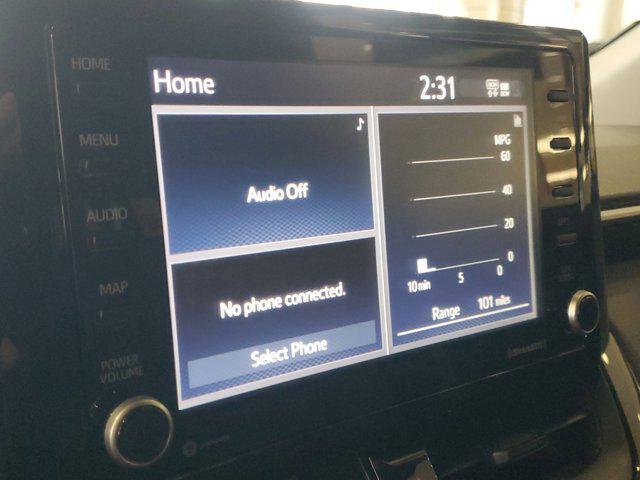 HOME
MENU
AUDIO
MAP
POWER
VOLUME
Home
2:31
DCM
Audio Off
No phone connected.
Select Phone
MPG
60
40
20
0
10 min 5 0
Range 101 miles